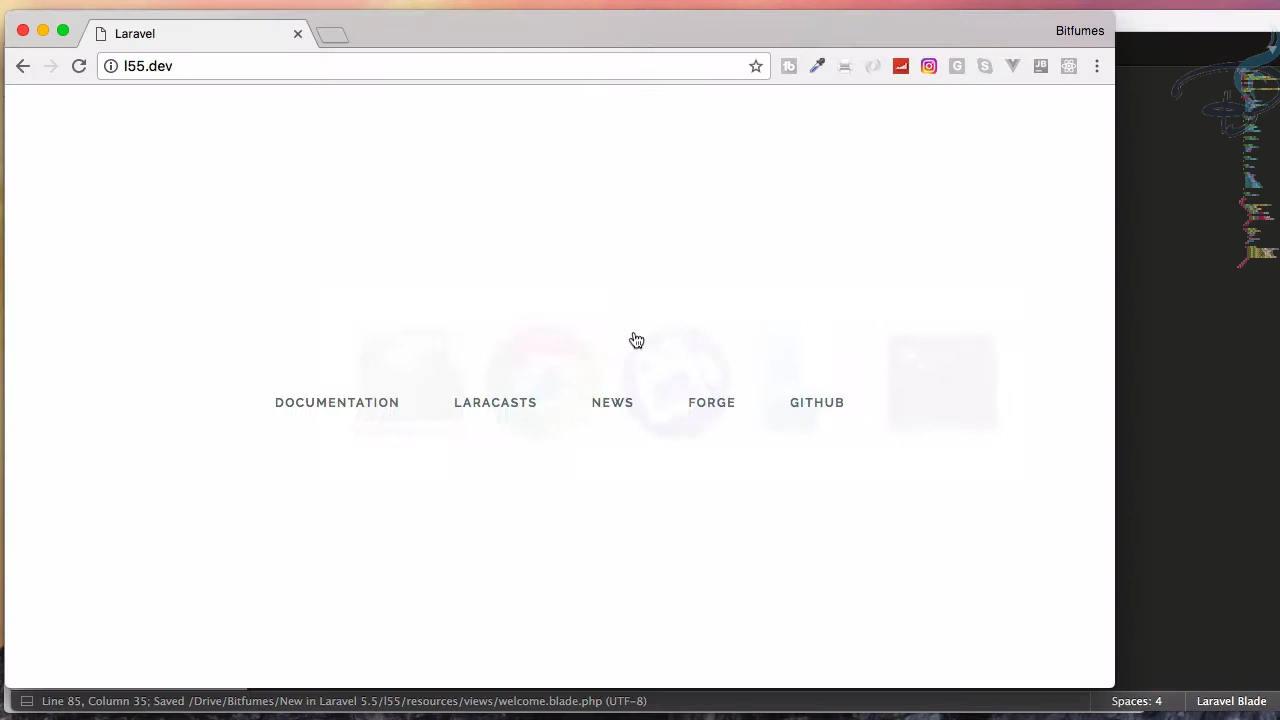 Laravel
Bitfumes
l55.dev
DOCUMENTATION LARACASTS NEWS FORGE GITHUB
Line 85, Column 35; Saved /Drive/Bitfumes/New in Laravel 5.5/l55/resources/views/welcome.blade.php (UTF-8)
Spaces: 4
Laravel Blade